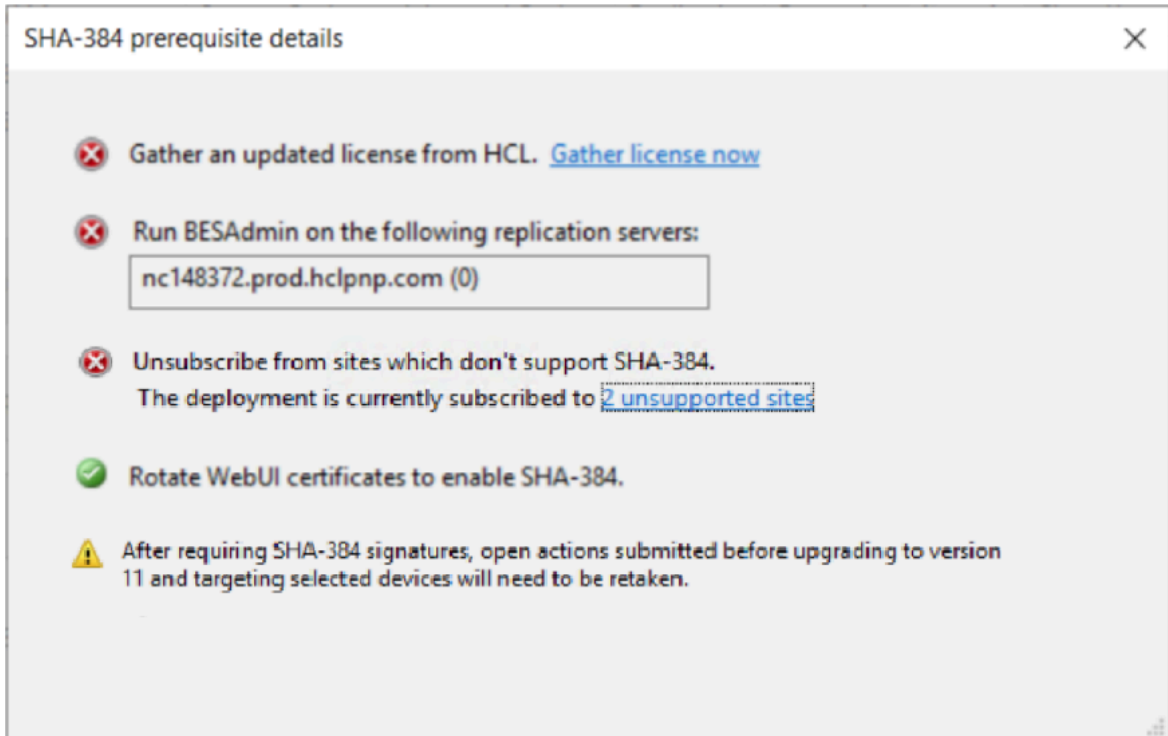 SHA-384 prerequisite details
Gather an updated license from HCL. Gather license now
Run BESAdmin on the following replication servers:
nc148372.prod.hclpnp.com (0)
Unsubscribe from sites which don't support SHA-384.
The deployment is currently subscribed to 2 unsupported sites
Rotate WebUI certificates to enable SHA-384.
After requiring SHA-384 signatures, open actions submitted before upgrading to version
11 and targeting selected devices will need to be retaken.